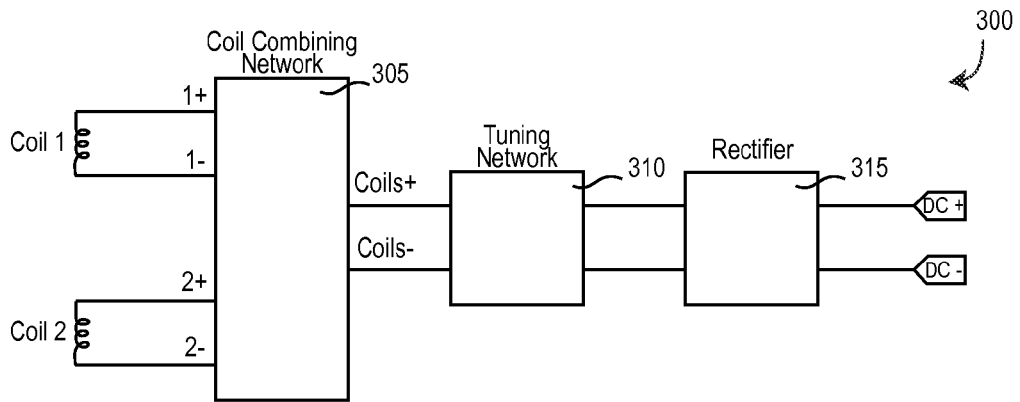 300
Coil Combining
Network
305
1+
Coil 1
1-
Tuning
Network
310
Rectifier
315
Coils+
DC +
Coils-
DC -
2+
Coil 2
2-